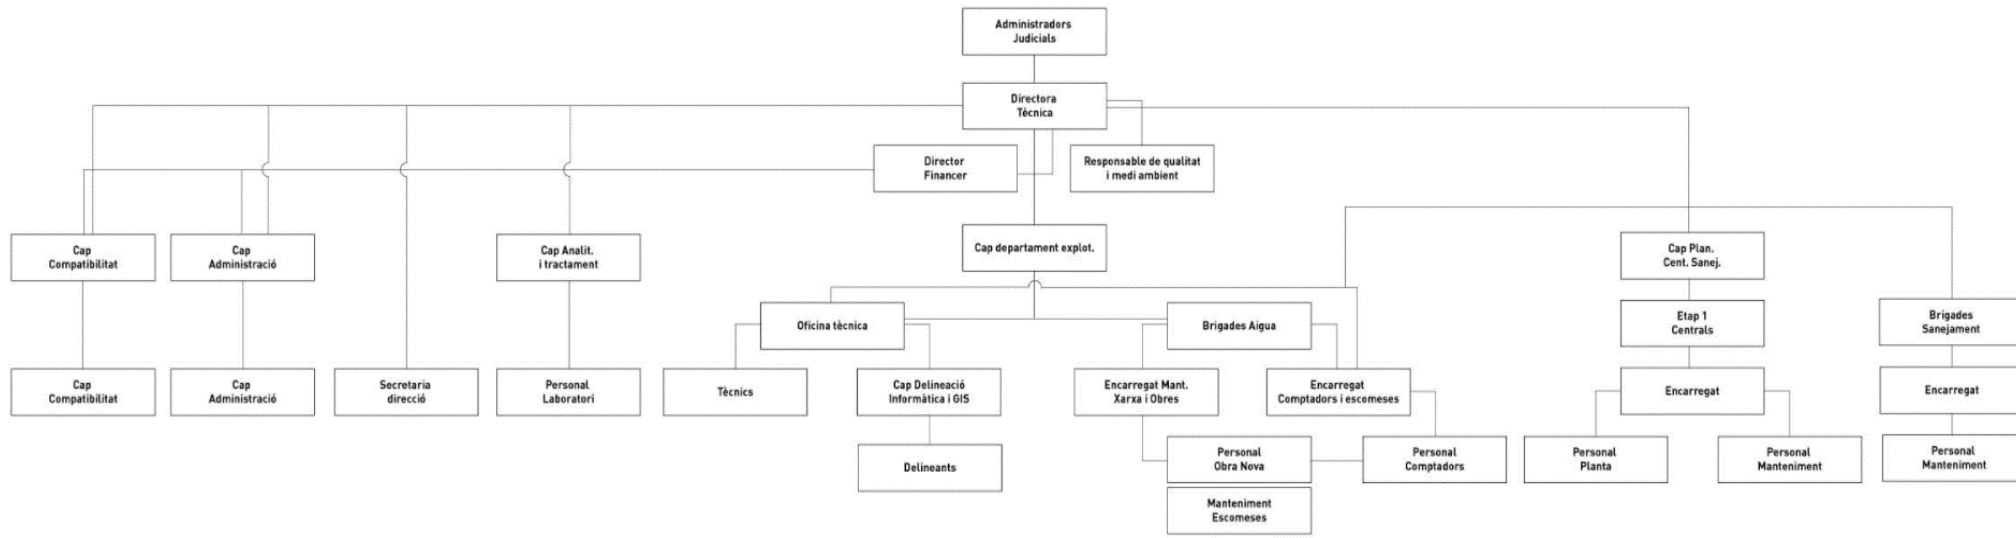 Administradors
Judicials
Directora
Tècnica
Director
Financer
Responsable de qualitat
i medi ambient
Cap
Compatibilitat
Cap
Administració
Cap Analit.
i tractament
Cap departament explot.
Cap Plan.
Cent. Sanej.
Oficina tècnica
Brigades Aigua
Etap 1
Centrals
Brigades
Sanejament
Cap
Compatibilitat
Cap
Administració
Secretaria
direcció
Personal
Laboratori
Tècnics
Cap Delineació
Informàtica i GIS
Encarregat Mant.
Xarxa i Obres
Encarregat
Comptadors i escomeses
Encarregat
Encarregat
Delineants
Personal
Obra Nova
Personal
Comptadors
Personal
Planta
Personal
Manteniment
Personal
Manteniment
Manteniment
Escomeses